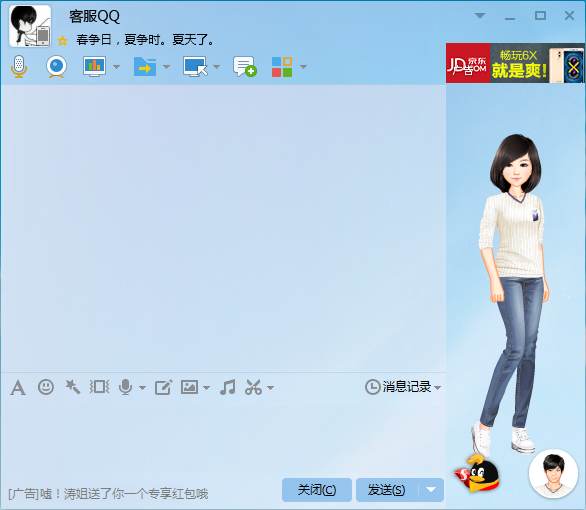 客服QQ
春争日，夏争时。夏天了。
JD 京东
.COM
广告
畅玩6X
就是爽!
消息记录
[广告]嘘！涛姐送了你一个专享红包哦
关闭(C)
发送(S)